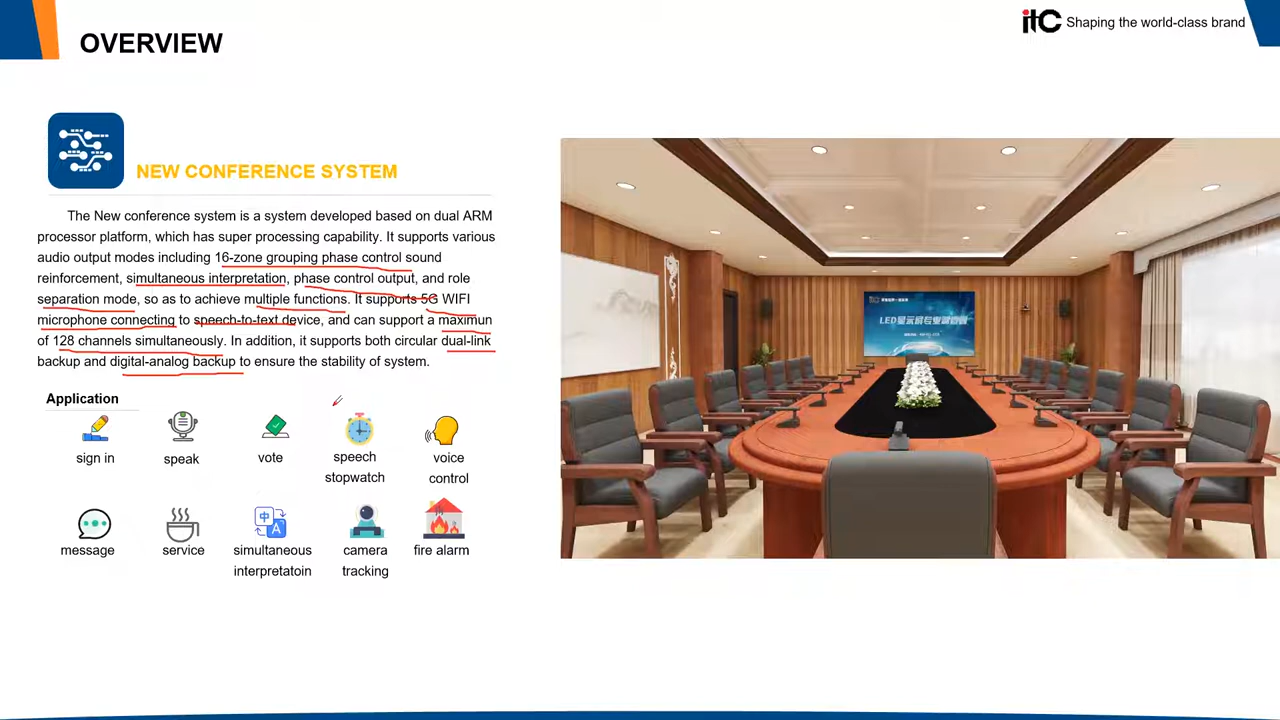 OVERVIEW
itC Shaping the world-class brand
NEW CONFERENCE SYSTEM
The New conference system is a system developed based on dual ARM
processor platform, which has super processing capability. It supports various
audio output modes including 16-zone grouping phase control sound
reinforcement, simultaneous interpretation, phase control output, and role
separation mode, so as to achieve multiple functions. It supports 5G WIFI
microphone connecting to speech-to-text device, and can support a maximun
of 128 channels simultaneously. In addition, it supports both circular dual-link
backup and digital-analog backup to ensure the stability of system.
Application
sign in
speak
vote
speech
stopwatch
voice
control
message
service
中
A
simultaneous
interpretatoin
camera
tracking
fire alarm